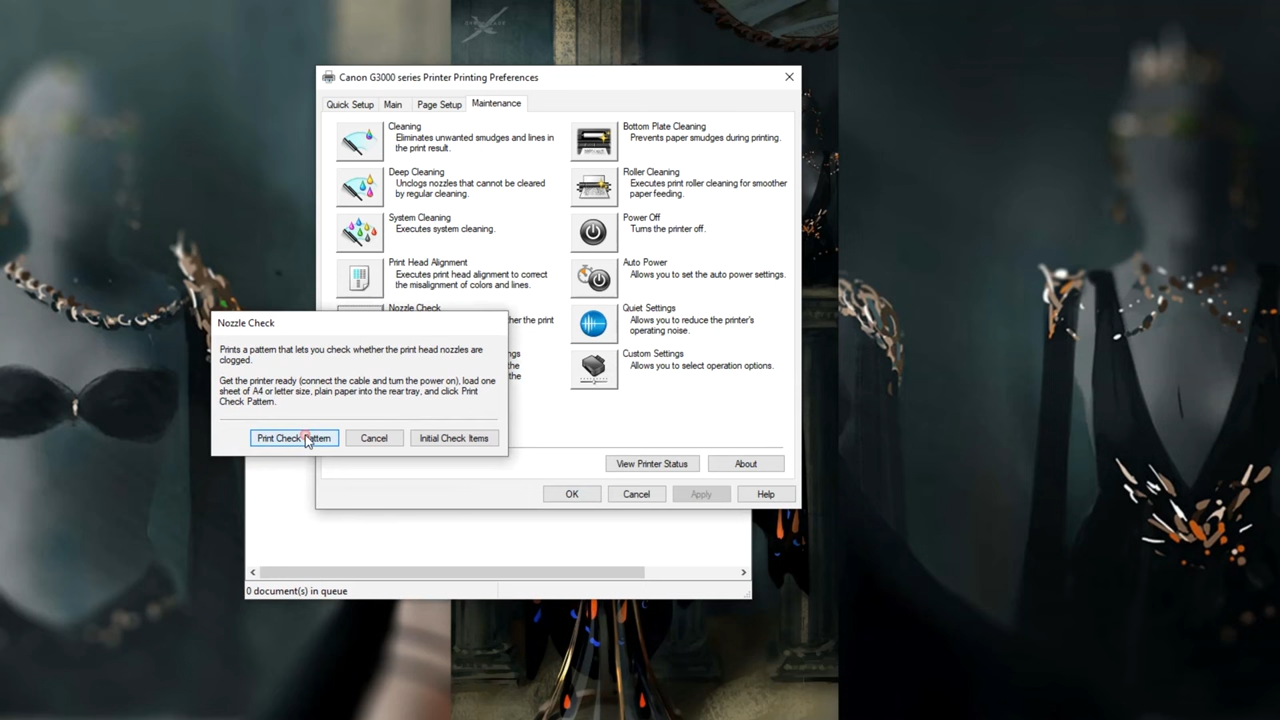 Canon G3000 series Printer Printing Preferences
Quick Setup
Main
Page Setup
Maintenance
Cleaning
Eliminates unwanted smudges and lines in
the print result.
Deep Cleaning
Unclogs nozzles that cannot be cleared
by regular cleaning.
System Cleaning
Executes system cleaning.
Print Head Alignment
Executes print head alignment to correct
the misalignment of colors and lines.
Nozzle Check
her the print
ngs
the
the
Bottom Plate Cleaning
Prevents paper smudges during printing.
Roller Cleaning
Executes print roller cleaning for smoother
paper feeding.
Power Off
Turns the printer off.
Auto Power
Allows you to set the auto power settings.
Quiet Settings
Allows you to reduce the printer's
operating noise.
Custom Settings
Allows you to select operation options.
Nozzle Check
Prints a pattern that lets you check whether the print head nozzles are
clogged.
Get the printer ready (connect the cable and turn the power on), load one
sheet of A4 or letter size, plain paper into the rear tray, and click Print
Check Pattern.
Print Check Pattern
Cancel
Initial Check Items
View Printer Status
About
OK
Cancel
Apply
Help
0 document(s) in queue